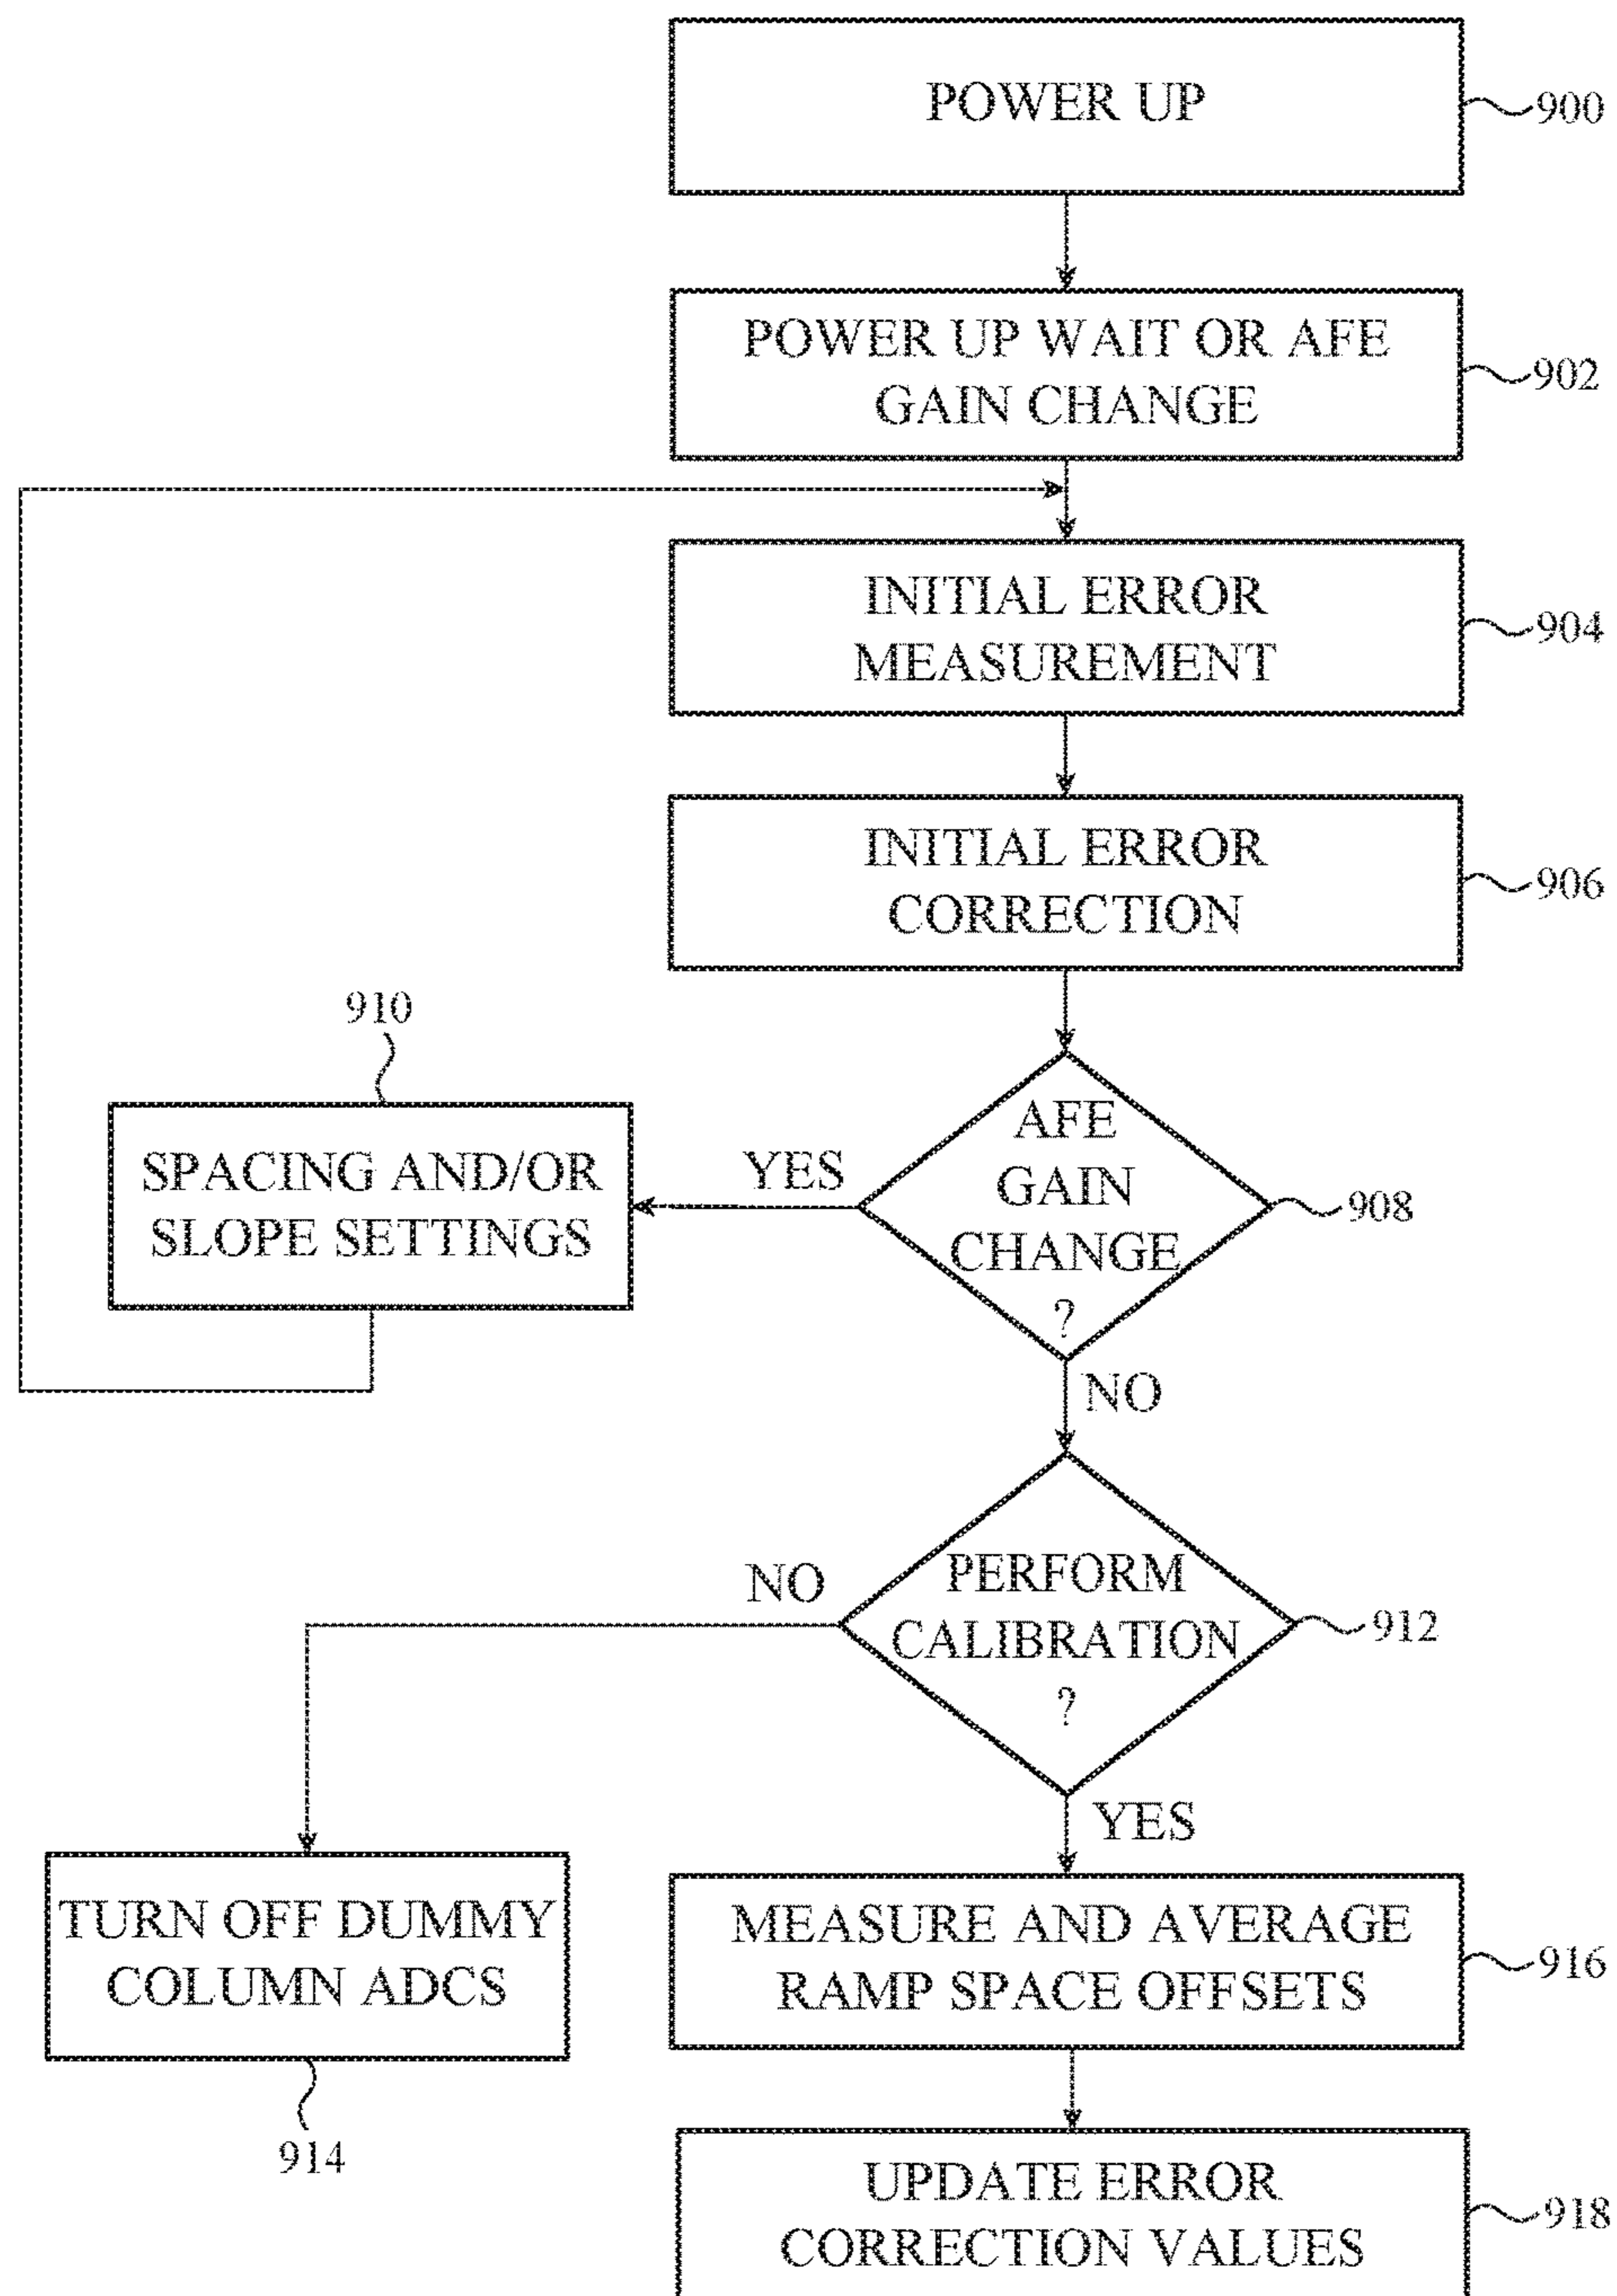 POWER UP
900
POWER UP WAIT OR AFE
GAIN CHANGE
902
INITIAL ERROR
MEASUREMENT
904
INITIAL ERROR
CORRECTION
906
910
SPACING AND/OR
SLOPE SETTINGS
YES
AFE
GAIN
CHANGE
?
908
NO
NO
PERFORM
CALIBRATION
?
912
YES
TURN OFF DUMMY
COLUMN ADCS
914
MEASURE AND AVERAGE
RAMP SPACE OFFSETS
916
UPDATE ERROR
CORRECTION VALUES
918